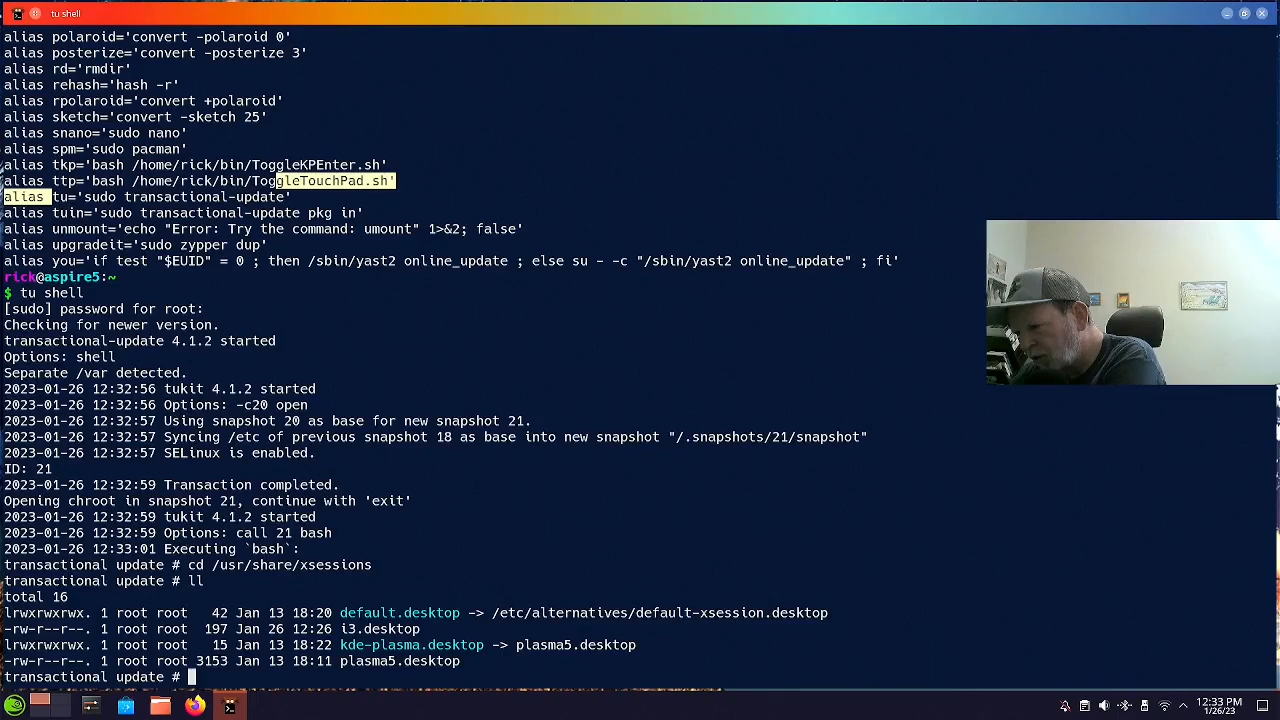 tu shell
alias polaroid='convert -polaroid 0'
alias posterize='convert -posterize 3'
alias rd='rmdir'
alias rehash='hash -r'
alias rpolaroid='convert +polaroid'
alias sketch='convert -sketch 25'
alias snano='sudo nano'
alias spm='sudo pacman'
alias tkp='bash /home/rick/bin/ToggleKPEnter.sh'
alias ttp='bash /home/rick/bin/ToggleTouchPad.sh'
alias tu='sudo transactional-update'
alias tuin='sudo transactional-update pkg in'
alias unmount='echo "Error: Try the command: umount" 1>&2; false'
alias upgradeit='sudo zypper dup'
alias you='if test "$EUID" = 0 ; then /sbin/yast2 online_update ; else su - -c "/sbin/yast2 online_update" ; fi'
rick@aspire5:~
$ tu shell
[sudo] password for root:
Checking for newer version.
transactional-update 4.1.2 started
Options: shell
Separate /var detected.
2023-01-26 12:32:56 tukit 4.1.2 started
2023-01-26 12:32:56 Options: -c20 open
2023-01-26 12:32:57 Using snapshot 20 as base for new snapshot 21.
2023-01-26 12:32:57 Syncing /etc of previous snapshot 18 as base into new snapshot "/.snapshots/21/snapshot"
2023-01-26 12:32:57 SELinux is enabled.
ID: 21
2023-01-26 12:32:59 Transaction completed.
Opening chroot in snapshot 21, continue with 'exit'
2023-01-26 12:32:59 tukit 4.1.2 started
2023-01-26 12:32:59 Options: call 21 bash
2023-01-26 12:33:01 Executing `bash`:
transactional update # cd /usr/share/xsessions
transactional update # ll
total 16
lrwxrwxrwx. 1 root root   42 Jan 13 18:20 default.desktop -> /etc/alternatives/default-xsession.desktop
-rw-r--r--. 1 root root  197 Jan 26 12:26 i3.desktop
lrwxrwxrwx. 1 root root   15 Jan 13 18:22 kde-plasma.desktop -> plasma5.desktop
-rw-r--r--. 1 root root 3153 Jan 13 18:11 plasma5.desktop
transactional update #
12:33 PM
1/26/23